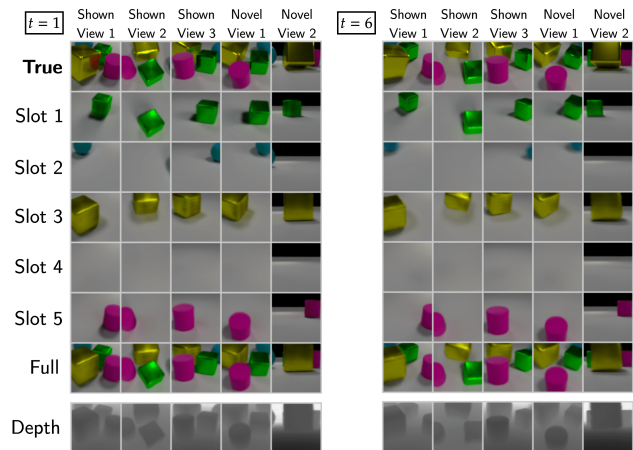 t = 1
Shown View 1
Shown View 2
Shown View 3
Novel View 1
Novel View 2
t = 6
Shown View 1
Shown View 2
Shown View 3
Novel View 1
Novel View 2
True
Slot 1
Slot 2
Slot 3
Slot 4
Slot 5
Full
Depth